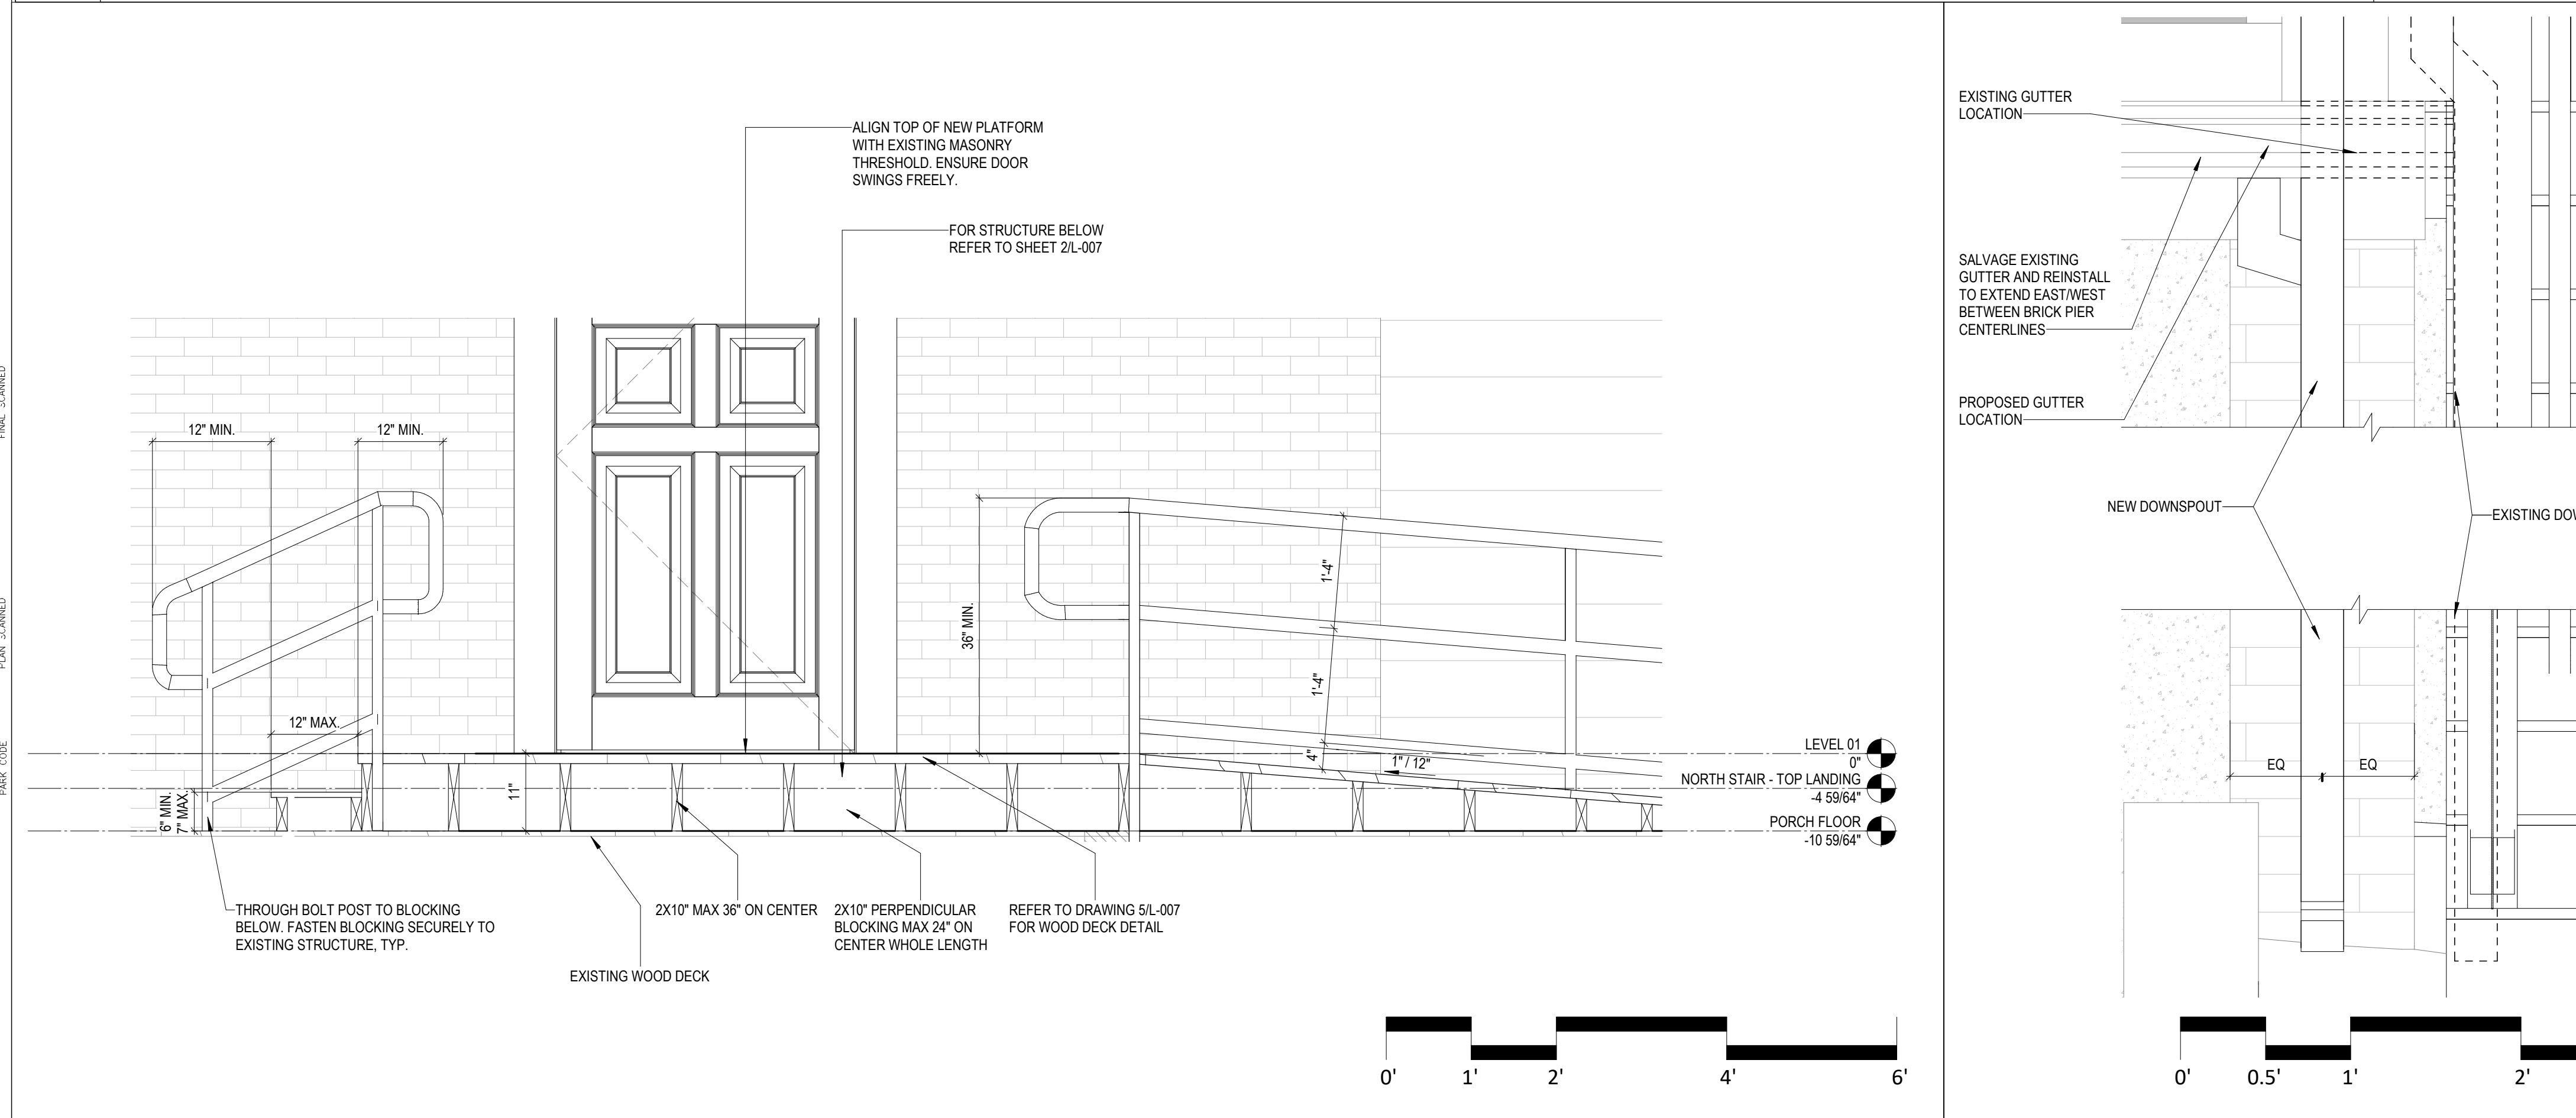 FINAL SCANNED
PLAN SCANNED
PARK CODE
ALIGN TOP OF NEW PLATFORM
WITH EXISTING MASONRY
THRESHOLD. ENSURE DOOR
SWINGS FREELY.
FOR STRUCTURE BELOW
REFER TO SHEET 2/L-007
12" MIN.
12" MIN.
12" MAX.
6" MIN.
7" MAX.
11"
36" MIN.
1'-4"
1'-4"
4"
1" / 12"
LEVEL 01
0"
NORTH STAIR - TOP LANDING
-4 59/64"
PORCH FLOOR
-10 59/64"
THROUGH BOLT POST TO BLOCKING
BELOW. FASTEN BLOCKING SECURELY TO
EXISTING STRUCTURE, TYP.
EXISTING WOOD DECK
2X10" MAX 36" ON CENTER
2X10" PERPENDICULAR
BLOCKING MAX 24" ON
CENTER WHOLE LENGTH
REFER TO DRAWING 5/L-007
FOR WOOD DECK DETAIL
0' 1' 2' 4' 6'
EXISTING GUTTER
LOCATION
SALVAGE EXISTING
GUTTER AND REINSTALL
TO EXTEND EAST/WEST
BETWEEN BRICK PIER
CENTERLINES
PROPOSED GUTTER
LOCATION
NEW DOWNSPOUT
EXISTING
EQ
EQ
0' 0.5' 1' 2'